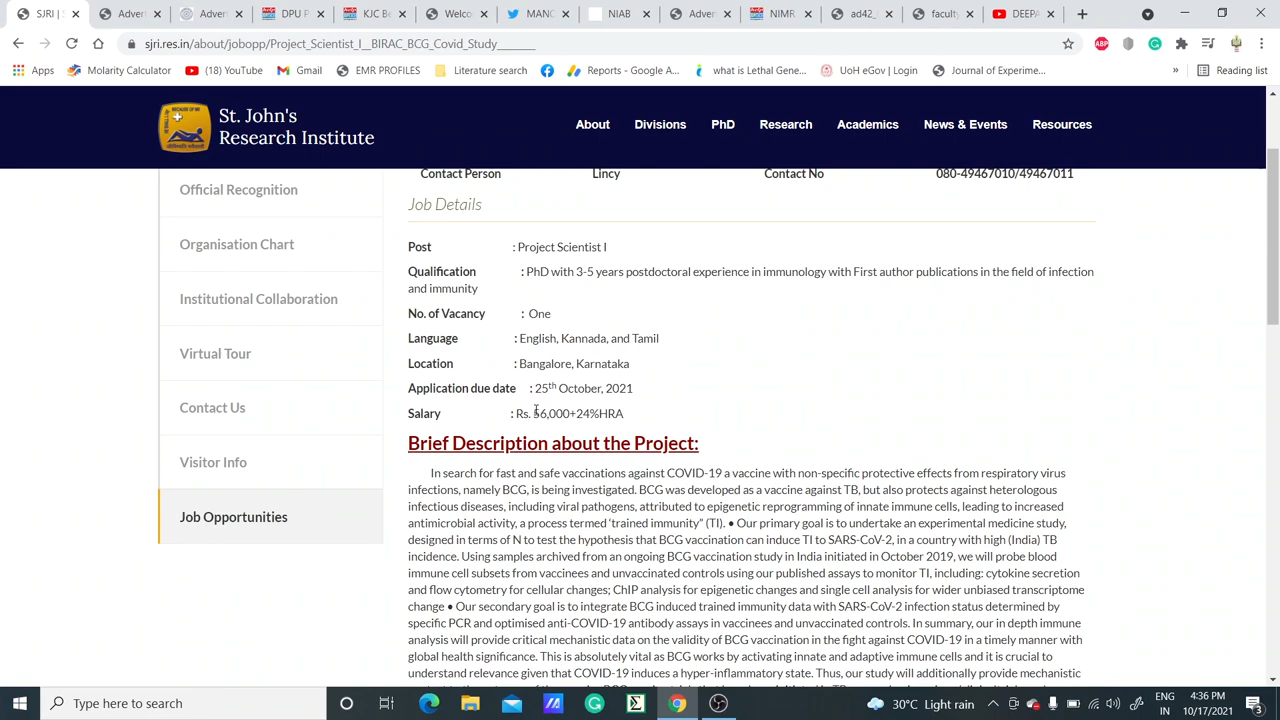 SJRI |
Advert
Adverti
DPU P
KJC Be
Welco
MANC
NIAB
Adver
NIMR
ad42_
faculty
DEEPA
sjri.res.in/about/jobopp/Project_Scientist_I__BIRAC_BCG_Covid_Study_______
Apps
Molarity Calculator
(18) YouTube
Gmail
EMR PROFILES
Literature search
Reports - Google A...
what is Lethal Gene...
UoH eGov | Login
Journal of Experime...
»
Reading list
St. John's
Research Institute
About
Divisions
PhD
Research
Academics
News & Events
Resources
Contact Person Lincy Contact No 080-49467010/49467011
Official Recognition
Organisation Chart
Institutional Collaboration
Virtual Tour
Contact Us
Visitor Info
Job Opportunities
Job Details
Post : Project Scientist I
Qualification : PhD with 3-5 years postdoctoral experience in immunology with First author publications in the field of infection
and immunity
No. of Vacancy : One
Language : English, Kannada, and Tamil
Location : Bangalore, Karnataka
Application due date : 25th October, 2021
Salary : Rs. 56,000+24%HRA
Brief Description about the Project:
In search for fast and safe vaccinations against COVID-19 a vaccine with non-specific protective effects from respiratory virus
infections, namely BCG, is being investigated. BCG was developed as a vaccine against TB, but also protects against heterologous
infectious diseases, including viral pathogens, attributed to epigenetic reprogramming of innate immune cells, leading to increased
antimicrobial activity, a process termed ‘trained immunity” (TI). • Our primary goal is to undertake an experimental medicine study,
designed in terms of N to test the hypothesis that BCG vaccination can induce TI to SARS-CoV-2, in a country with high (India) TB
incidence. Using samples archived from an ongoing BCG vaccination study in India initiated in October 2019, we will probe blood
immune cell subsets from vaccinees and unvaccinated controls using our published assays to monitor TI, including: cytokine secretion
and flow cytometry for cellular changes; ChIP analysis for epigenetic changes and single cell analysis for wider unbiased transcriptome
change • Our secondary goal is to integrate BCG induced trained immunity data with SARS-CoV-2 infection status determined by
specific PCR and optimised anti-COVID-19 antibody assays in vaccinees and unvaccinated controls. In summary, our in depth immune
analysis will provide critical mechanistic data on the validity of BCG vaccination in the fight against COVID-19 in a timely manner with
global health significance. This is absolutely vital as BCG works by activating innate and adaptive immune cells and it is crucial to
understand relevance given that COVID-19 induces a hyper-inflammatory state. Thus, our study will additionally provide mechanistic
Type here to search
30°C Light rain
ENG
IN
4:36 PM
10/17/2021
3